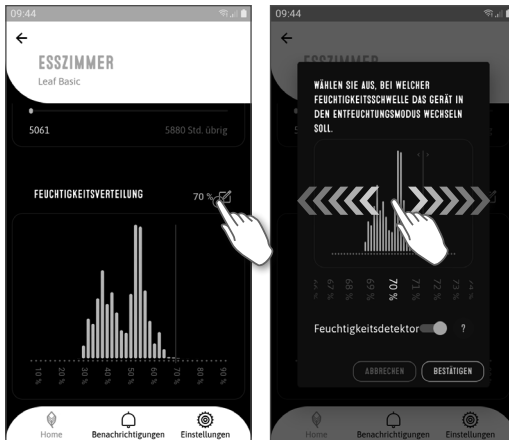 09:44
ESSZIMMER
Leaf Basic
5061 5880 Std. übrig
FEUCHTIGKEITSVERTEILUNG 70 %
10 % 20 % 30 % 40 % 50 % 60 % 70 % 80 % 90 %
Home Benachrichtigungen Einstellungen
09:44
ESSZIMMER
WÄHLEN SIE AUS, BEI WELCHER
FEUCHTIGKEITSSCHWELLE DAS GERÄT IN
DEN ENTFEUCHTUNGSMODUS WECHSELN
SOLL.
67 % 68 % 69 % 70 % 71 % 72 % 73 %
Feuchtigkeitsdetektor ?
ABBRECHEN BESTÄTIGEN
Home Benachrichtigungen Einstellungen